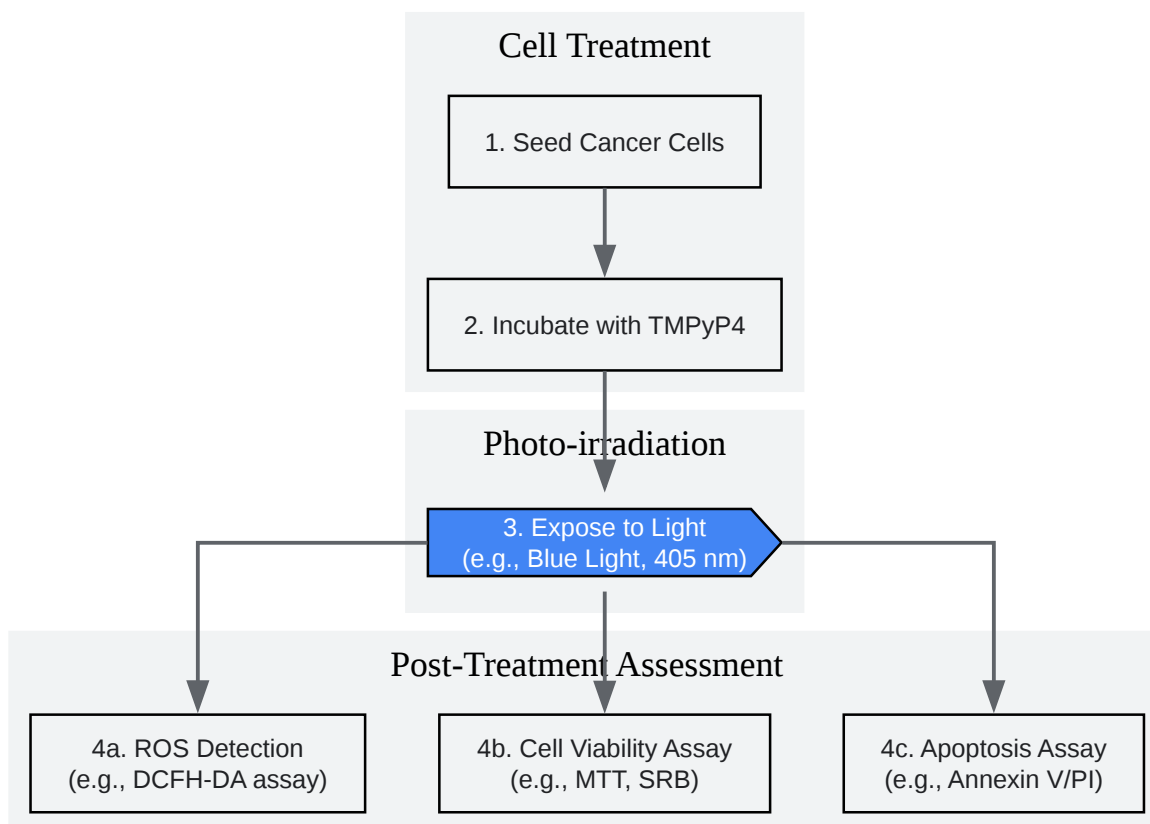 Cell Treatment
1. Seed Cancer Cells
2. Incubate with TMPyP4
Photo-irradiation
3. Expose to Light
(e.g., Blue Light, 405 nm)
Post-Treatment Assessment
4a. ROS Detection
(e.g., DCFH-DA assay)
4b. Cell Viability Assay
(e.g., MTT, SRB)
4c. Apoptosis Assay
(e.g., Annexin V/PI)